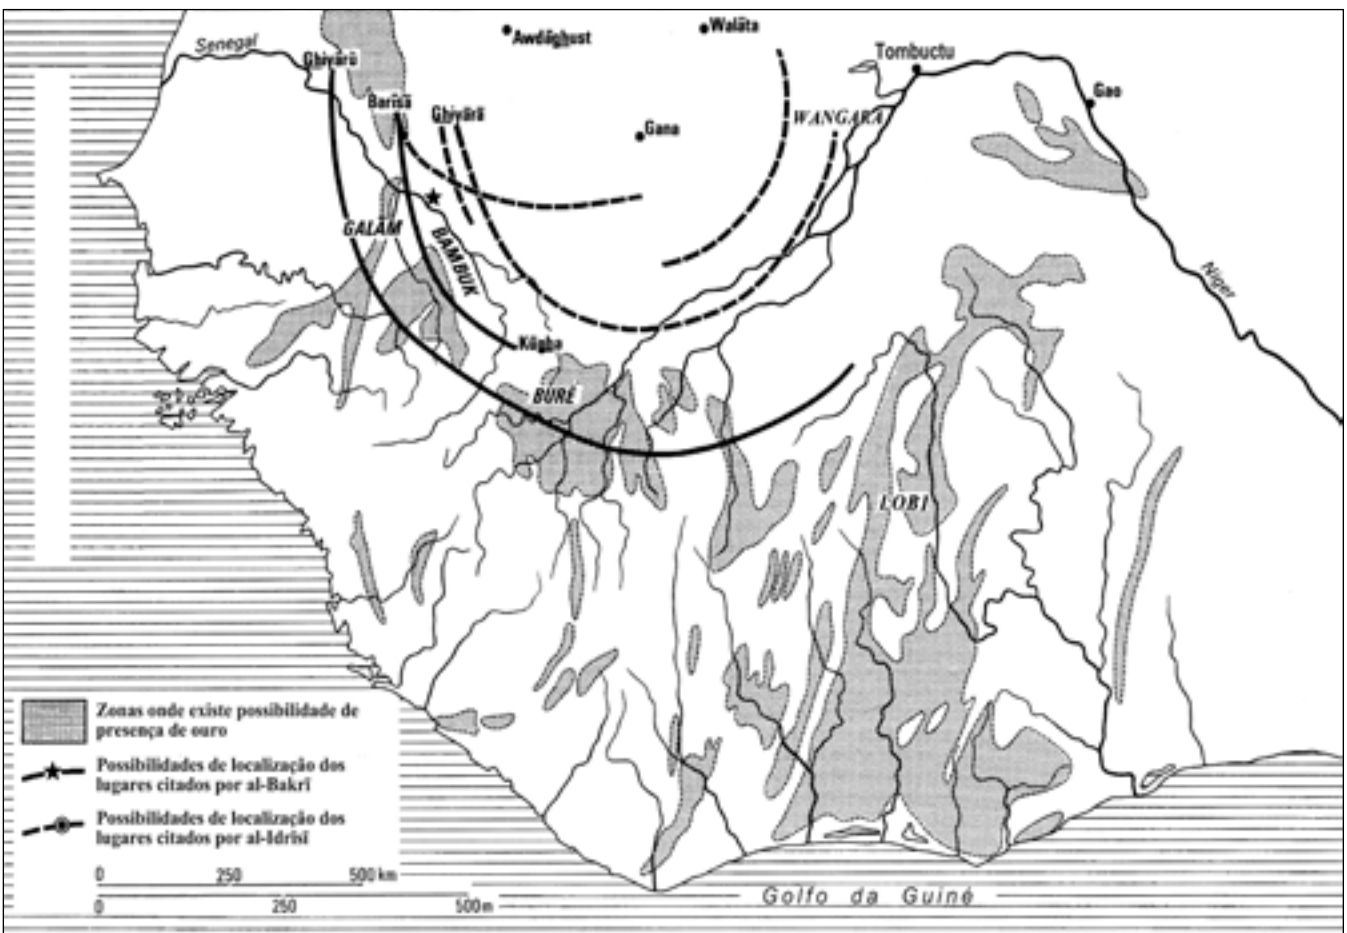 Awdāghust
Walāta
Senegal
Ghiyārū
Tombuctu
Gao
Barīsā
Ghiyārā
WANGARA
Gana
GALAM
BAMBUK
Niger
Kūgha
BURÉ
LOBI
Zonas onde existe possibilidade de
presença de ouro
Possibilidades de localização dos
lugares citados por al-Bakrī
Possibilidades de localização dos
lugares citados por al-Idrīsī
0 250 500 km
0 250 500m
Golfo da Guiné